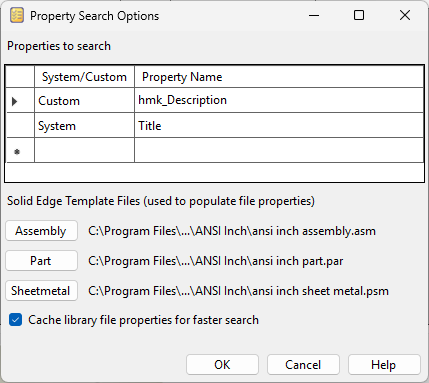 Property Search Options
Properties to search
System/Custom Property Name
Custom hmk_Description
System Title
*
Solid Edge Template Files (used to populate file properties)
Assembly C:\Program Files\...\ANSI Inch\ansi inch assembly.asm
Part C:\Program Files\...\ANSI Inch\ansi inch part.par
Sheetmetal C:\Program Files\...\ANSI Inch\ansi inch sheet metal.psm
Cache library file properties for faster search
OK Cancel Help